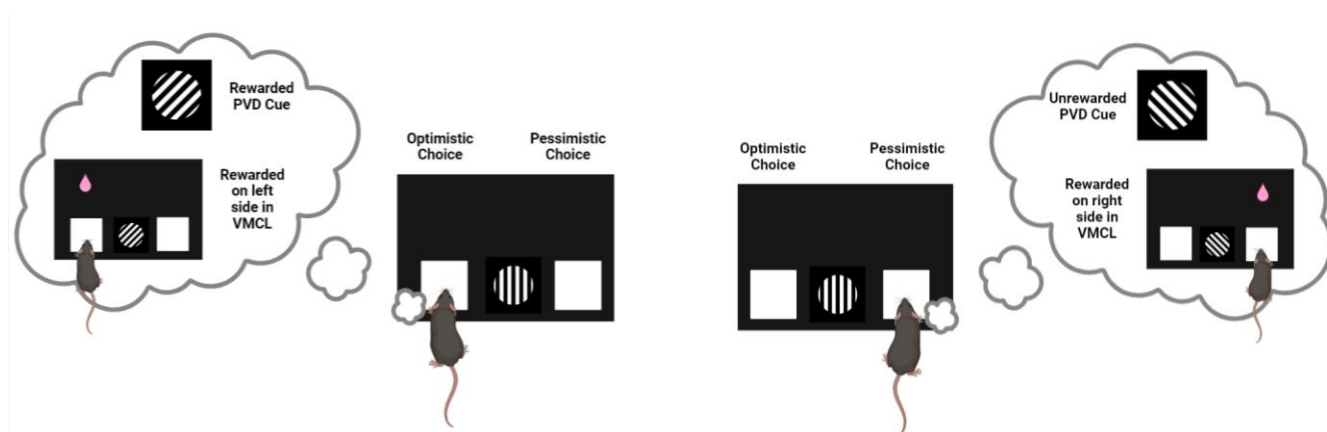 Rewarded
PVD Cue
Rewarded
on left
side in
VMCL
Optimistic
Choice
Pessimistic
Choice
Optimistic
Choice
Pessimistic
Choice
Unrewarded
PVD Cue
Rewarded
on right
side in
VMCL